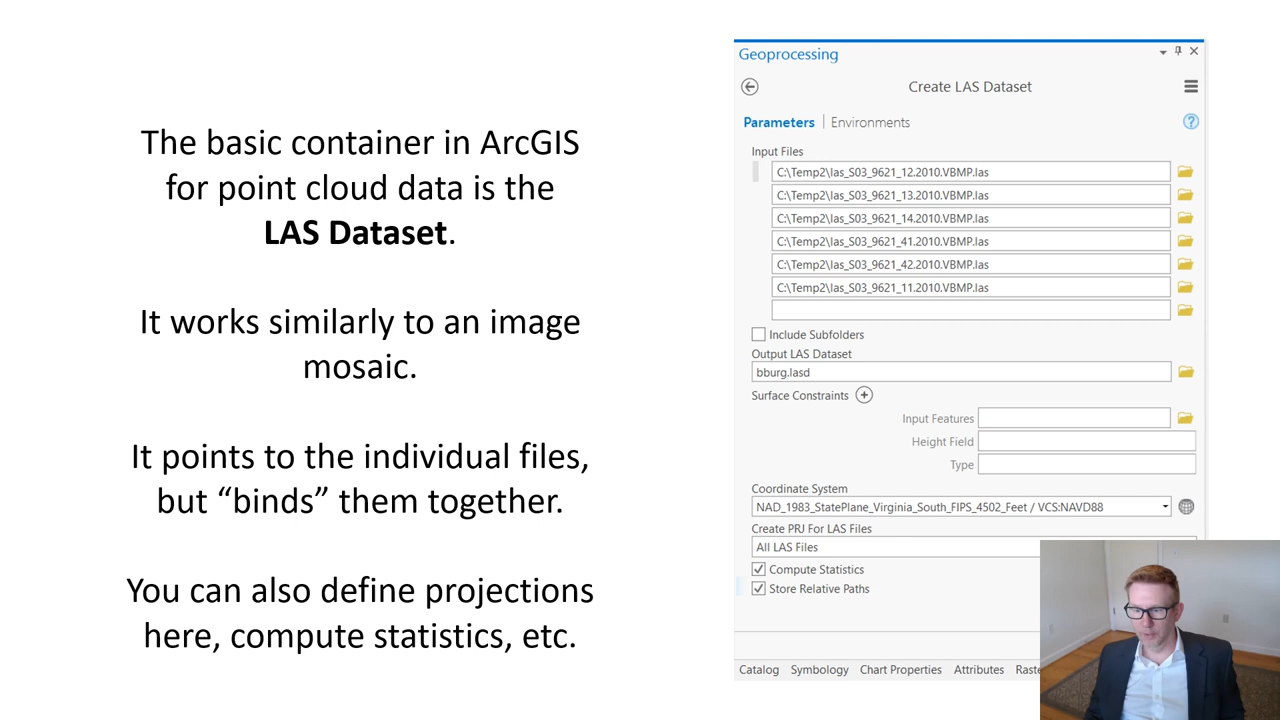 The basic container in ArcGIS
for point cloud data is the
LAS Dataset.
It works similarly to an image
mosaic.
It points to the individual files,
but “binds” them together.
You can also define projections
here, compute statistics, etc.
Geoprocessing
Create LAS Dataset
Parameters | Environments
?
Input Files
C:\Temp2\las_S03_9621_12.2010.VBMP.las
C:\Temp2\las_S03_9621_13.2010.VBMP.las
C:\Temp2\las_S03_9621_14.2010.VBMP.las
C:\Temp2\las_S03_9621_41.2010.VBMP.las
C:\Temp2\las_S03_9621_42.2010.VBMP.las
C:\Temp2\las_S03_9621_11.2010.VBMP.las
Include Subfolders
Output LAS Dataset
bburg.lasd
Surface Constraints
Input Features
Height Field
Type
Coordinate System
NAD_1983_StatePlane_Virginia_South_FIPS_4502_Feet / VCS:NAVD88
Create PRJ For LAS Files
All LAS Files
Compute Statistics
Store Relative Paths
Catalog Symbology Chart Properties Attributes Raste